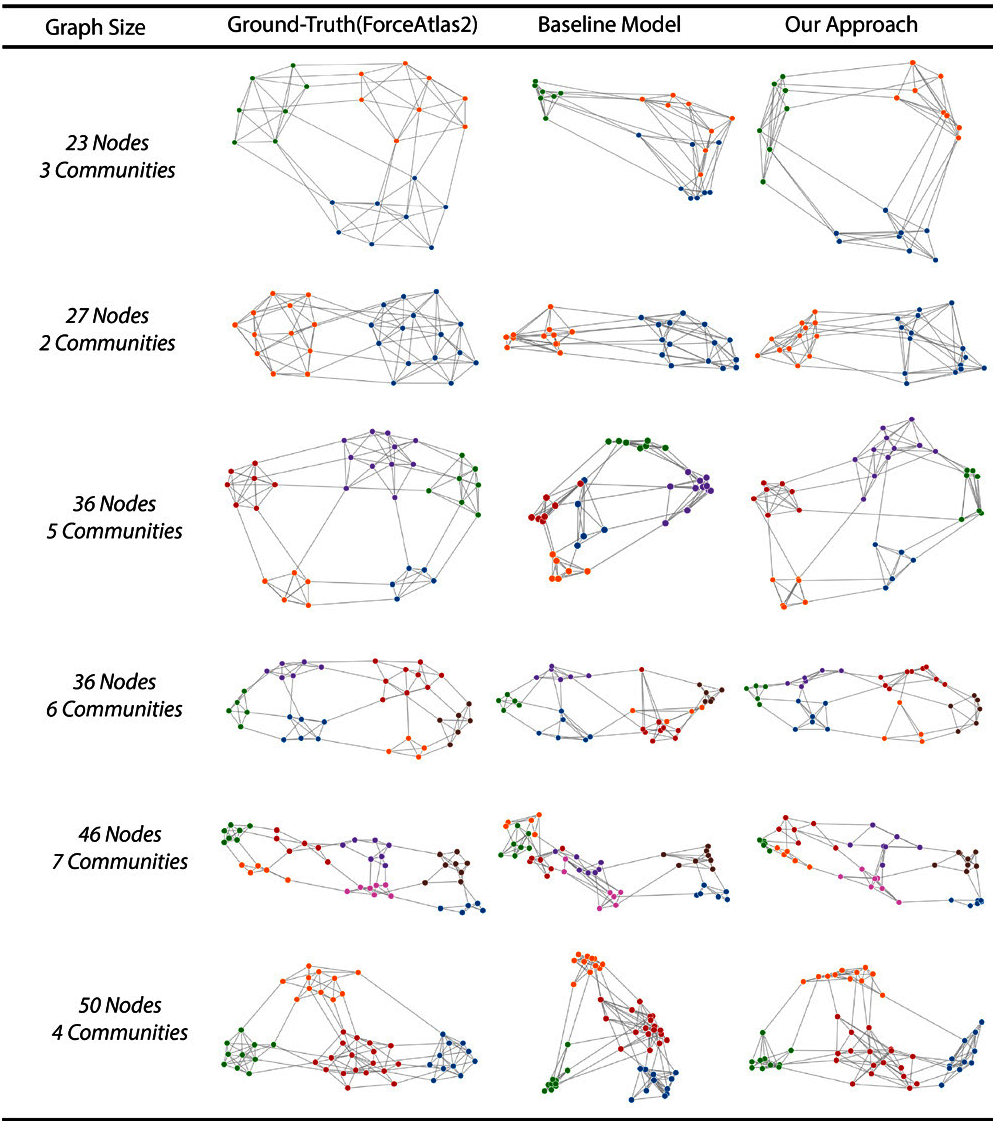 Graph Size Ground-Truth(ForceAtlas2) Baseline Model Our Approach
23 Nodes
3 Communities
27 Nodes
2 Communities
36 Nodes
5 Communities
36 Nodes
6 Communities
46 Nodes
7 Communities
50 Nodes
4 Communities